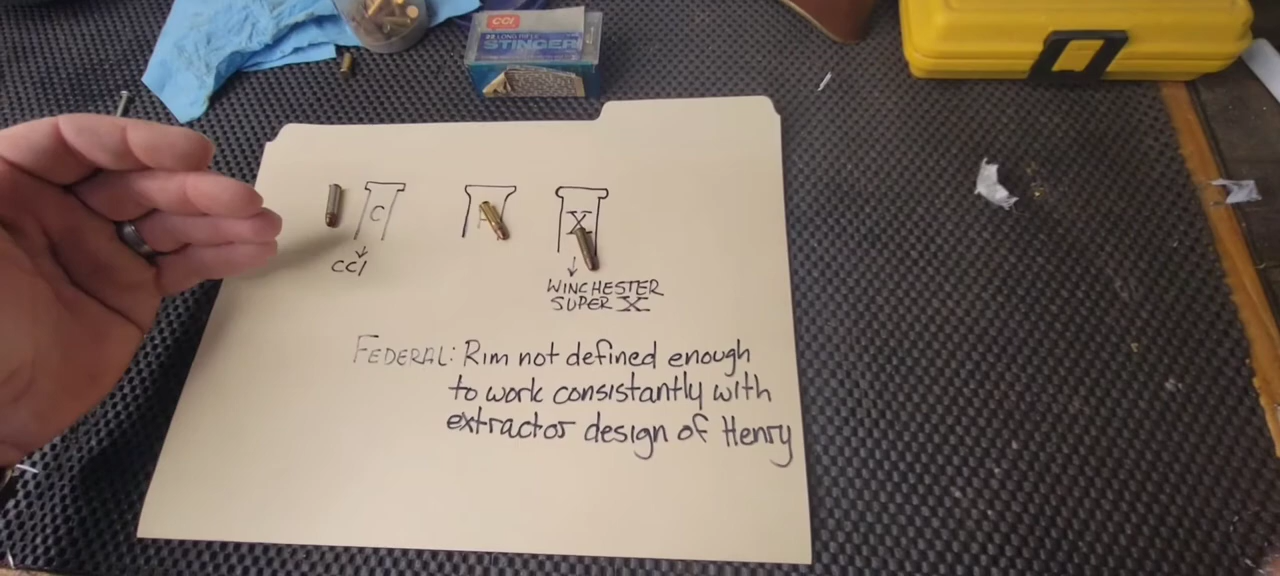 CCI
22 LONG RIFLE
STINGER
C
X
CCI
WINCHESTER
SUPER X
FEDERAL: Rim not defined enough
to work consistantly with
extractor design of Henry